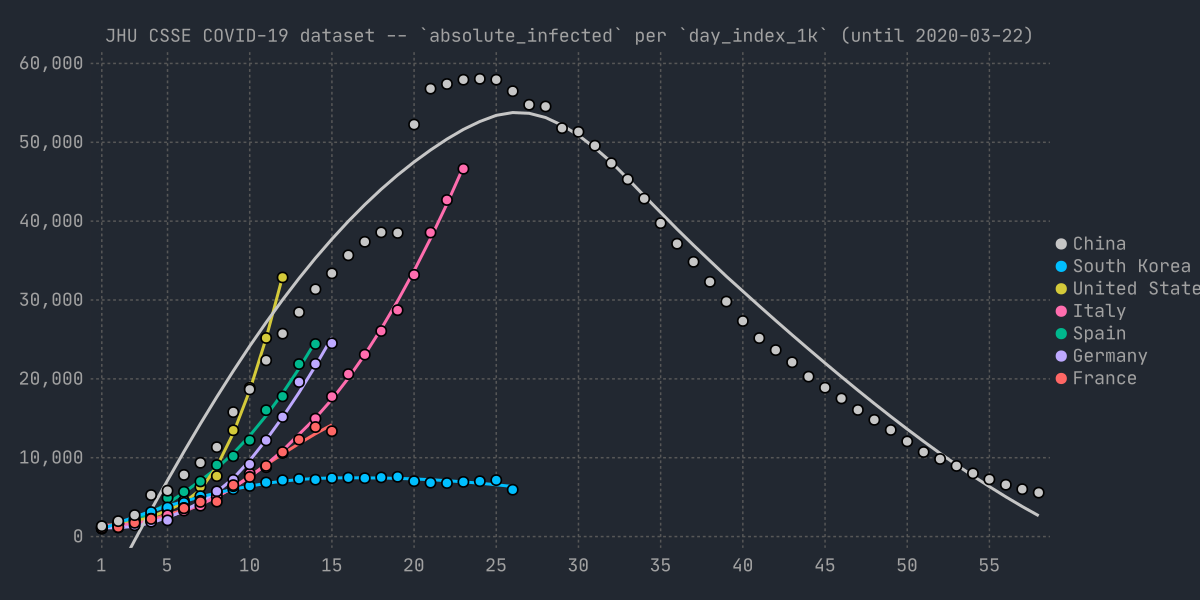 JHU CSSE COVID-19 dataset -- `absolute_infected` per `day_index_1k` (until 2020-03-22)
60,000
50,000
40,000
30,000
20,000
10,000
0
1 5 10 15 20 25 30 35 40 45 50 55
China
South Korea
United State
Italy
Spain
Germany
France